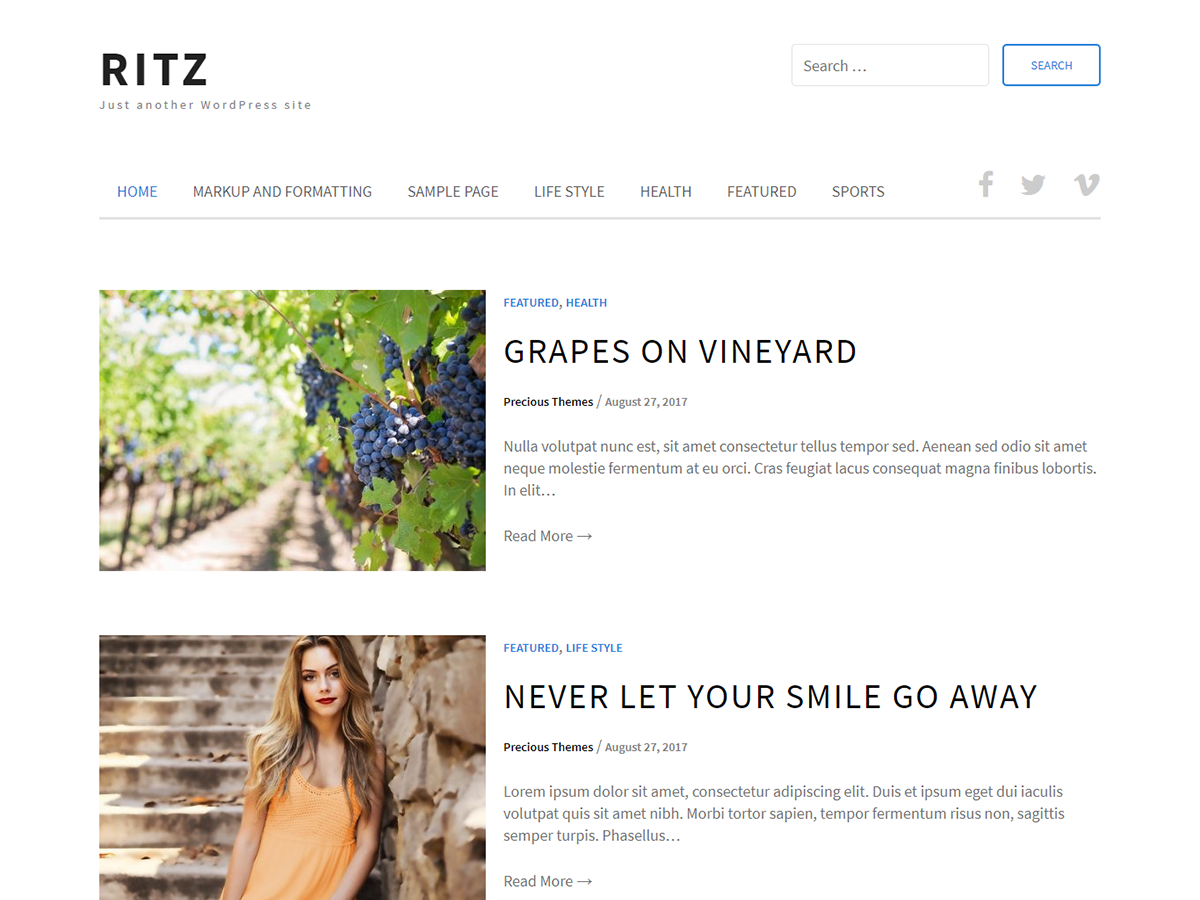 RITZ
Just another WordPress site
Search …
SEARCH
HOME MARKUP AND FORMATTING SAMPLE PAGE LIFE STYLE HEALTH FEATURED SPORTS
FEATURED, HEALTH
GRAPES ON VINEYARD
Precious Themes / August 27, 2017
Nulla volutpat nunc est, sit amet consectetur tellus tempor sed. Aenean sed odio sit amet
neque molestie fermentum at eu orci. Cras feugiat lacus consequat magna finibus lobortis.
In elit…
Read More →
FEATURED, LIFE STYLE
NEVER LET YOUR SMILE GO AWAY
Precious Themes / August 27, 2017
Lorem ipsum dolor sit amet, consectetur adipiscing elit. Duis et ipsum eget dui iaculis
volutpat quis sit amet nibh. Morbi tortor sapien, tempor fermentum risus non, sagittis
semper turpis. Phasellus…
Read More →